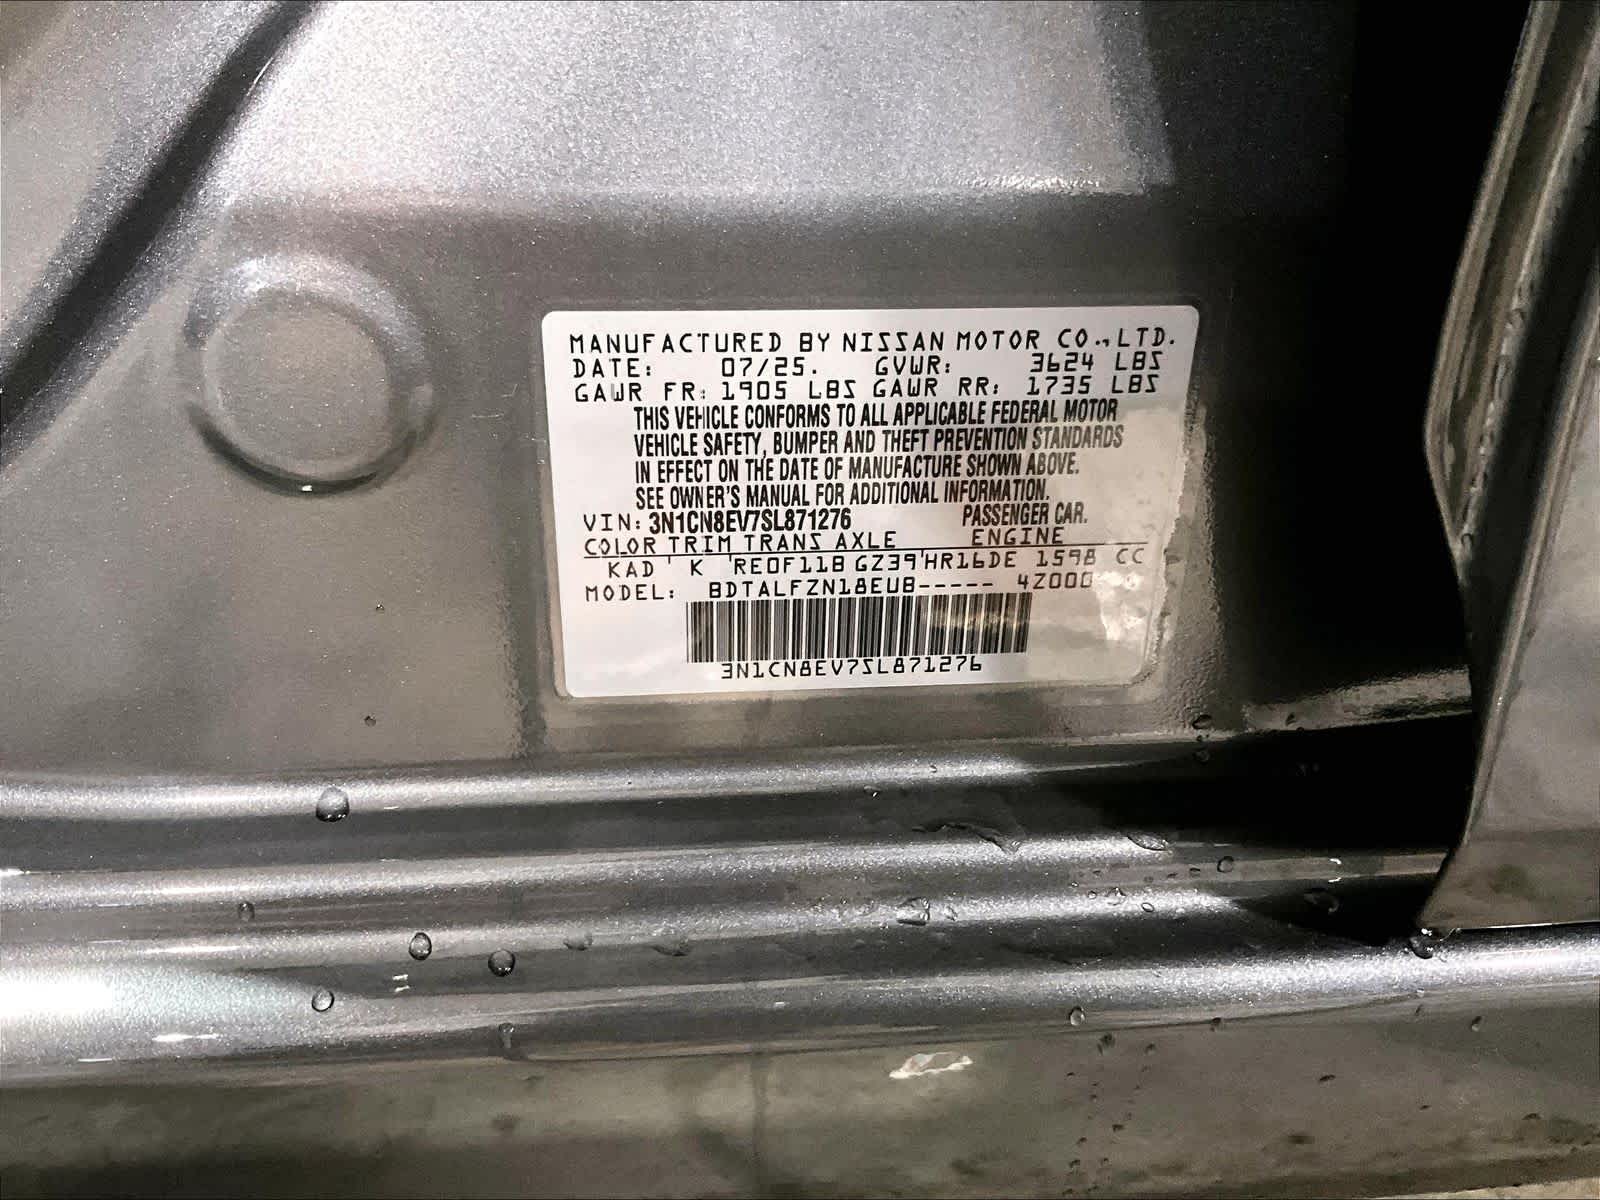 MANUFACTURED BY NISSAN MOTOR CO., LTD.
DATE: 07/25. GVWR: 3624 LBS
GAWR FR: 1905 LBS GAWR RR: 1735 LBS
THIS VEHICLE CONFORMS TO ALL APPLICABLE FEDERAL MOTOR
VEHICLE SAFETY, BUMPER AND THEFT PREVENTION STANDARDS
IN EFFECT ON THE DATE OF MANUFACTURE SHOWN ABOVE.
SEE OWNER'S MANUAL FOR ADDITIONAL INFORMATION.
VIN: 3N1CN8EV7SL871276 PASSENGER CAR.
COLOR TRIM TRANS AXLE ENGINE
KAD ' K 'RE0F11B GZ39'HR16DE 1598 CC
MODEL: BDTALFZN18EUB----- 4Z000
3N1CN8EV7SL871276